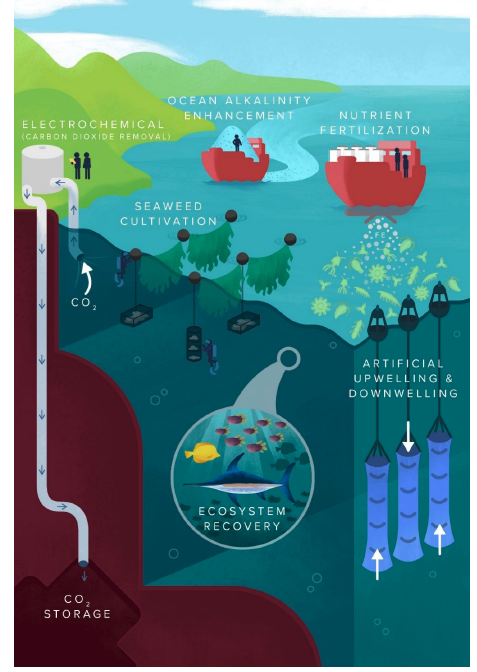 OCEAN ALKALINITY
ENHANCEMENT
ELECTROCHEMICAL
(CARBON DIOXIDE REMOVAL)
NUTRIENT
FERTILIZATION
SEAWEED
CULTIVATION
FE
CO₂
ARTIFICIAL
UPWELLING &
DOWNWELLING
ECOSYSTEM
RECOVERY
CO₂
STORAGE